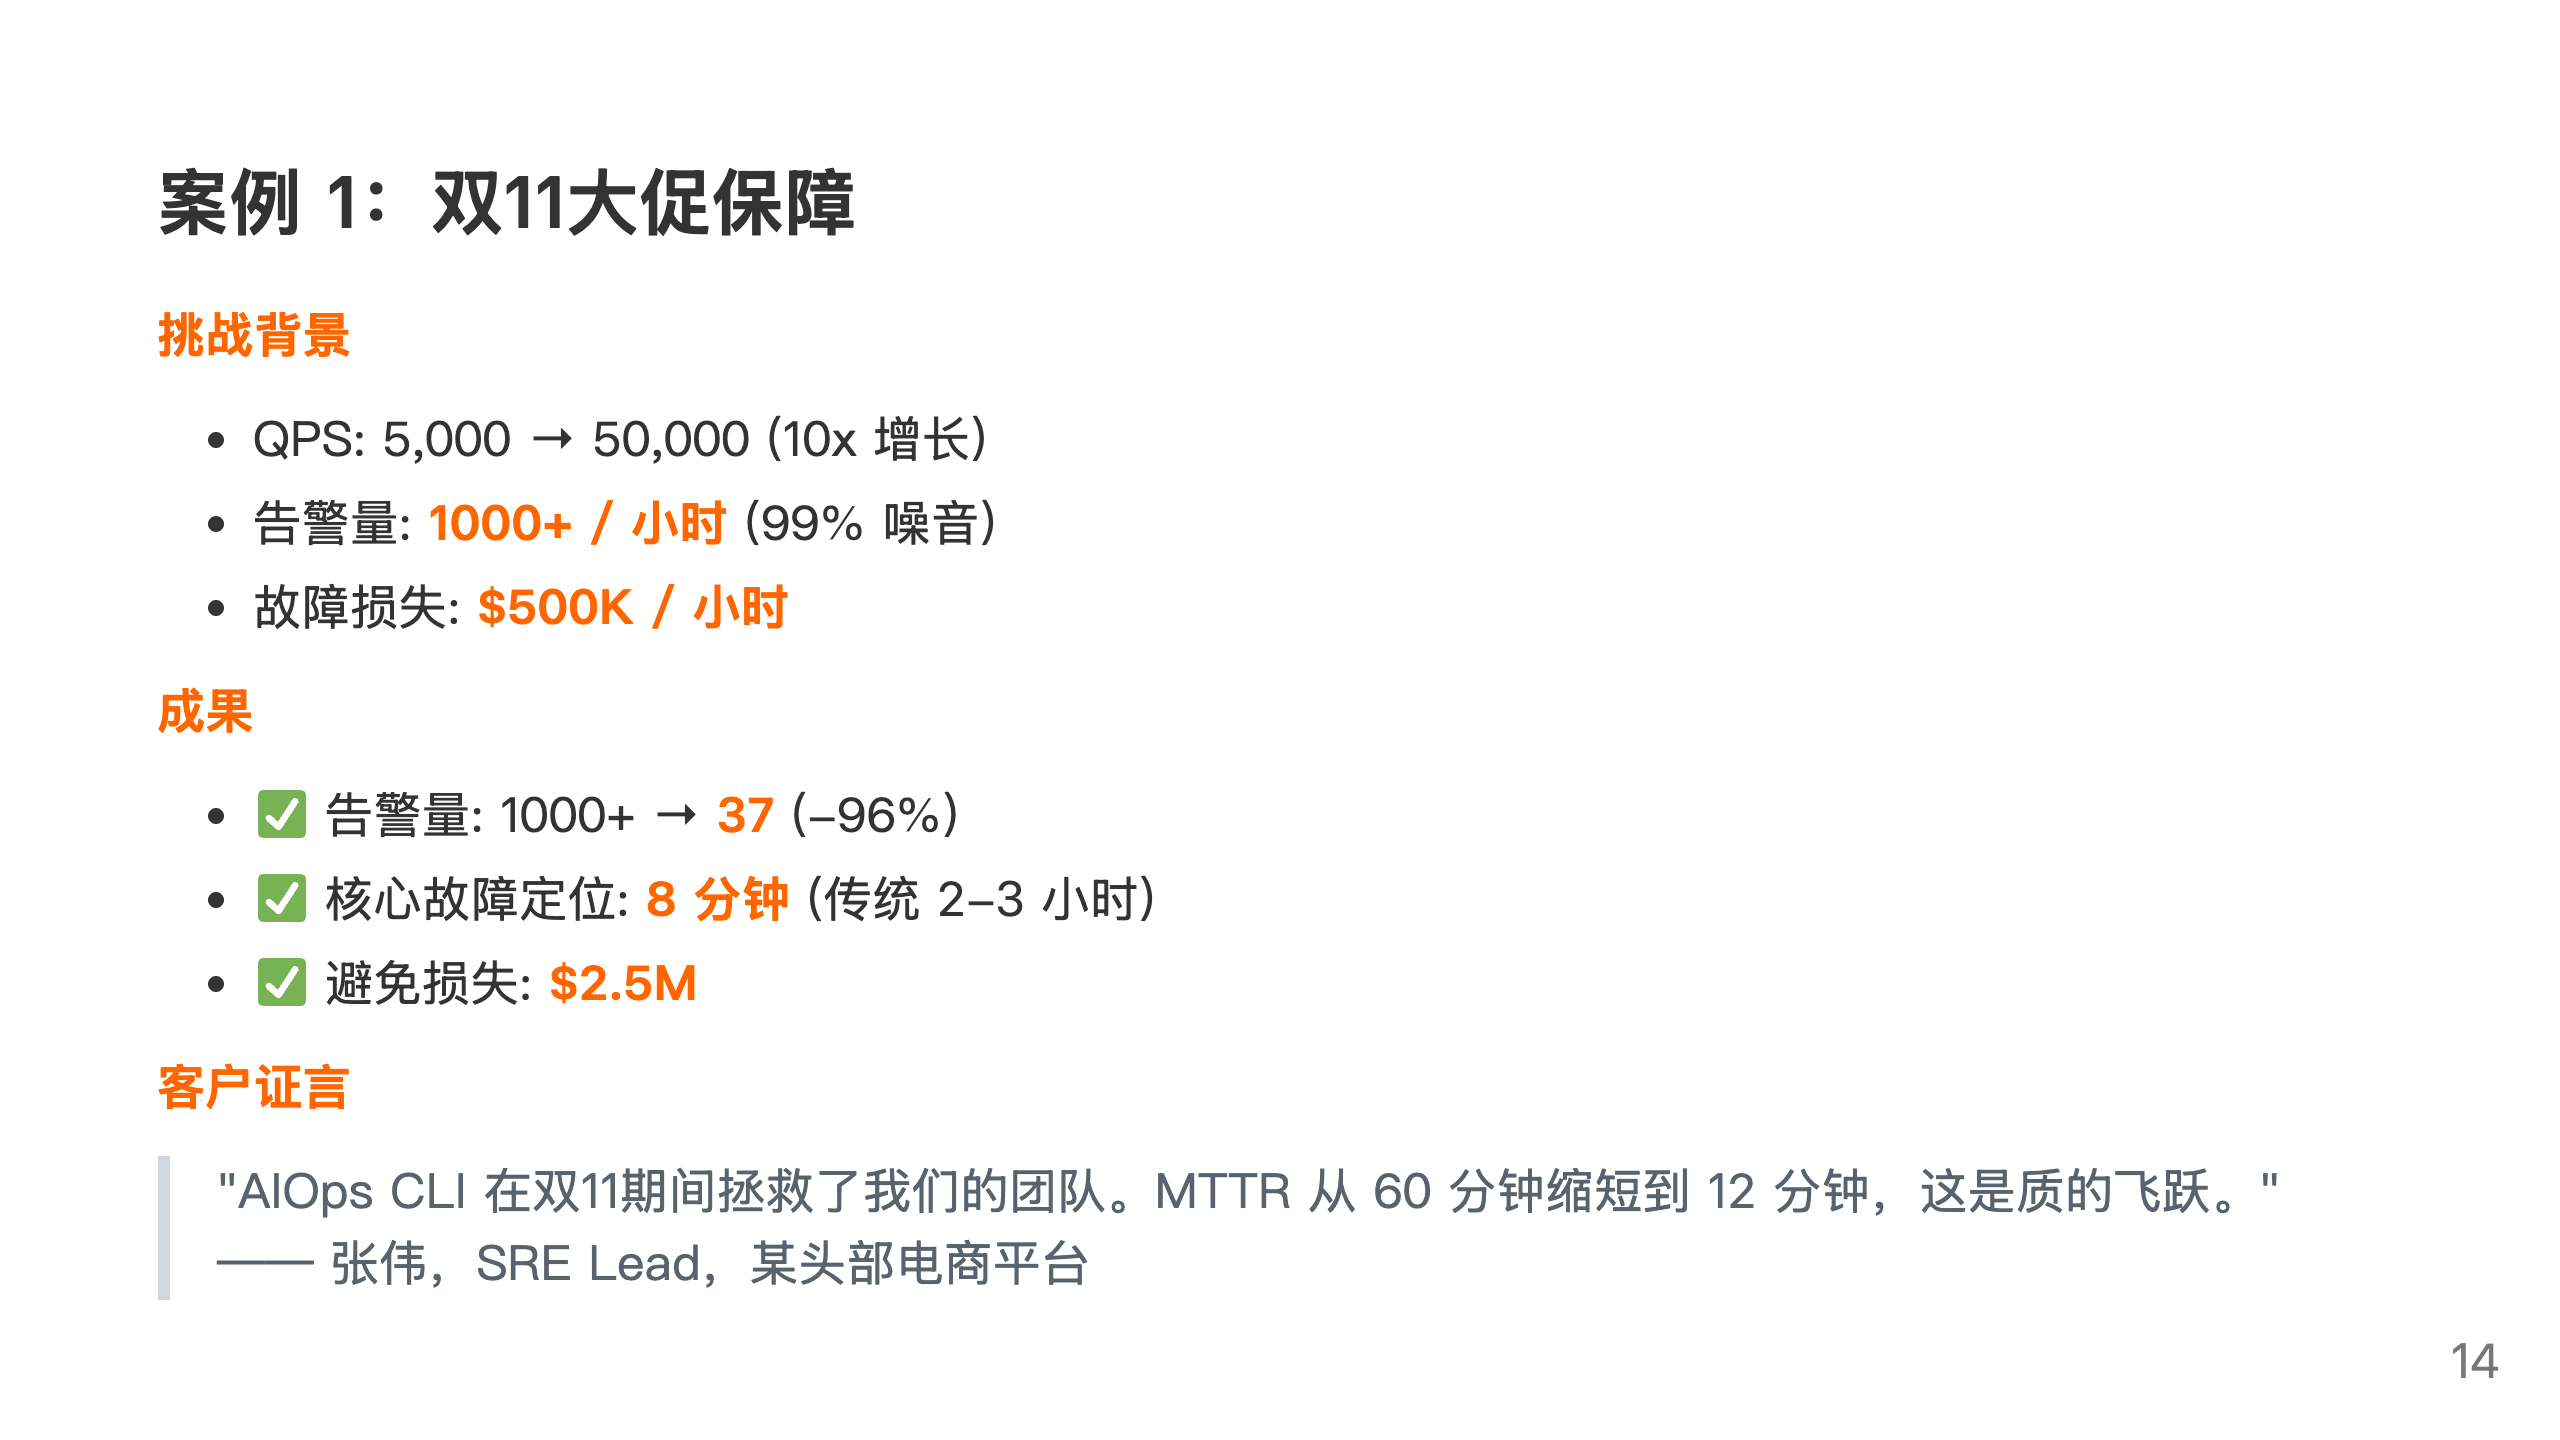 案例 1：双11大促保障
挑战背景
• QPS: 5,000 → 50,000 (10x 增长)
• 告警量: 1000+ / 小时 (99% 噪音)
• 故障损失: $500K / 小时
成果
• ✅ 告警量: 1000+ → 37 (-96%)
• ✅ 核心故障定位: 8 分钟 (传统 2-3 小时)
• ✅ 避免损失: $2.5M
客户证言
"AIOps CLI 在双11期间拯救了我们的团队。MTTR 从 60 分钟缩短到 12 分钟，这是质的飞跃。"
—— 张伟，SRE Lead，某头部电商平台
14